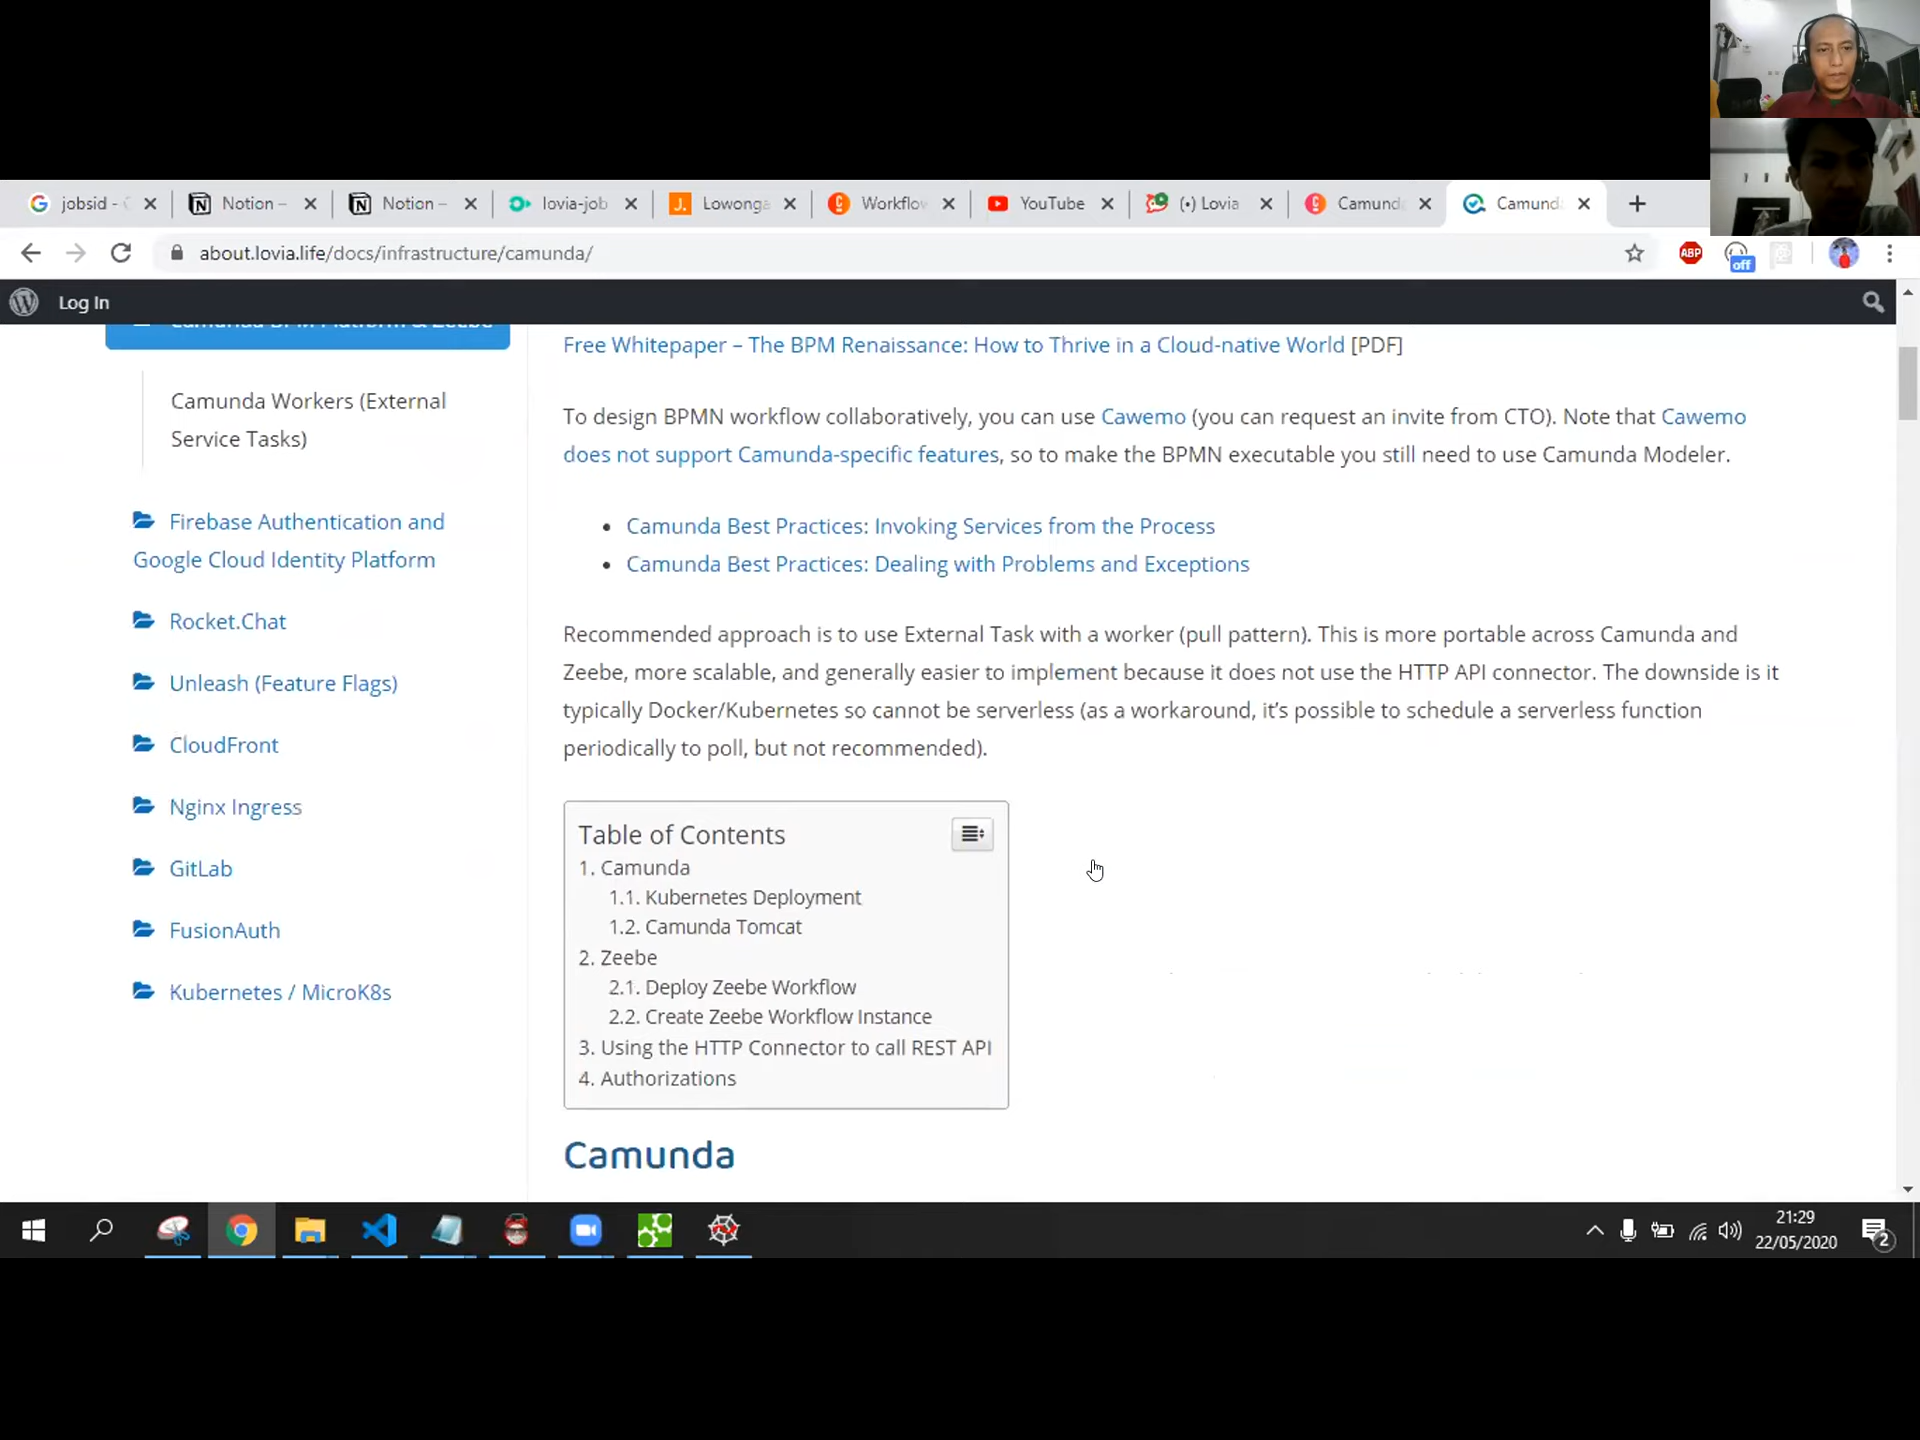 jobsid -
Notion –
Notion –
lovia-job
Lowonga
Workflow
YouTube
(•) Lovia
Camund
Camund
about.lovia.life/docs/infrastructure/camunda/
ABP
off
Log In
Camunda BPM Platform & Zeebe
Camunda Workers (External
Service Tasks)
Firebase Authentication and
Google Cloud Identity Platform
Rocket.Chat
Unleash (Feature Flags)
CloudFront
Nginx Ingress
GitLab
FusionAuth
Kubernetes / MicroK8s
Free Whitepaper – The BPM Renaissance: How to Thrive in a Cloud-native World [PDF]
To design BPMN workflow collaboratively, you can use Cawemo (you can request an invite from CTO). Note that Cawemo
does not support Camunda-specific features, so to make the BPMN executable you still need to use Camunda Modeler.
• Camunda Best Practices: Invoking Services from the Process
• Camunda Best Practices: Dealing with Problems and Exceptions
Recommended approach is to use External Task with a worker (pull pattern). This is more portable across Camunda and
Zeebe, more scalable, and generally easier to implement because it does not use the HTTP API connector. The downside is it
typically Docker/Kubernetes so cannot be serverless (as a workaround, it’s possible to schedule a serverless function
periodically to poll, but not recommended).
Table of Contents
1. Camunda
1.1. Kubernetes Deployment
1.2. Camunda Tomcat
2. Zeebe
2.1. Deploy Zeebe Workflow
2.2. Create Zeebe Workflow Instance
3. Using the HTTP Connector to call REST API
4. Authorizations
Camunda
21:29
22/05/2020
2